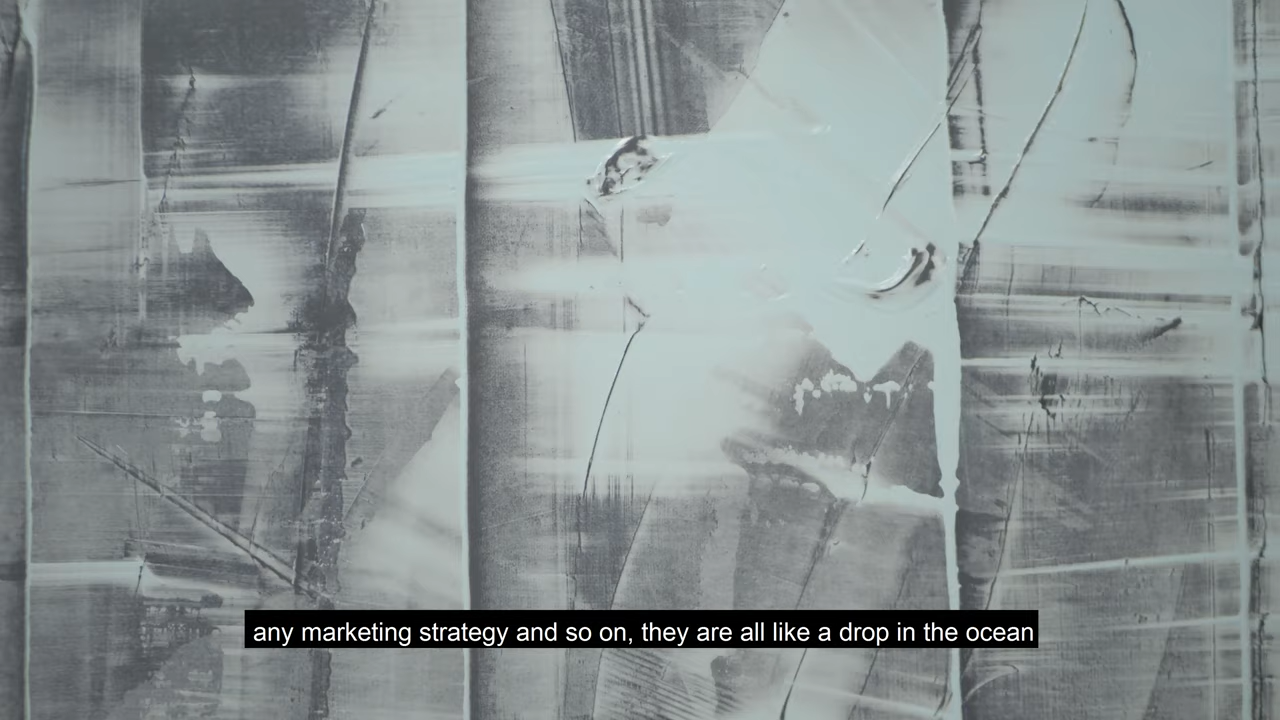 any marketing strategy and so on, they are all like a drop in the ocean